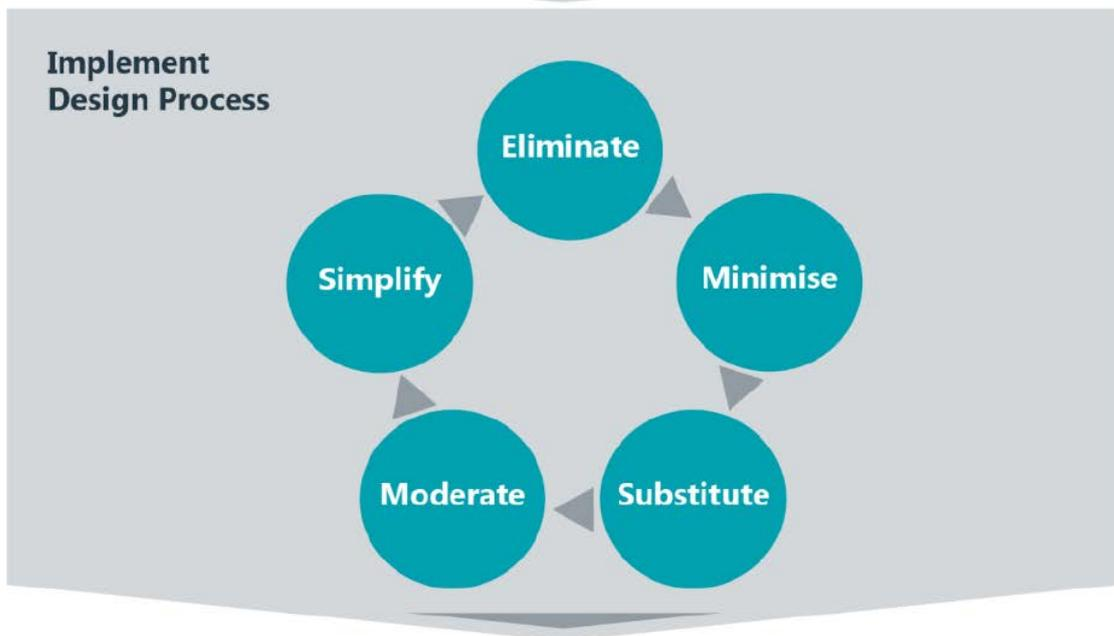 Implement
Design Process
Eliminate
Minimise
Substitute
Moderate
Simplify